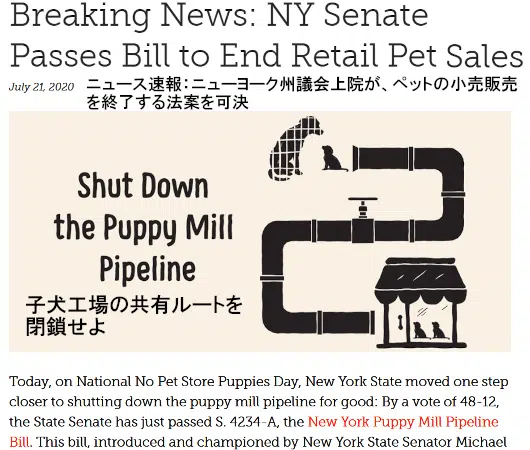 Breaking News: NY Senate
Passes Bill to End Retail Pet Sales
July 21, 2020
ニュース速報：ニューヨーク州議会上院が、ペットの小売販売
を終了する法案を可決
Shut Down
the Puppy Mill
Pipeline
子犬工場の共有ルートを
閉鎖せよ
Today, on National No Pet Store Puppies Day, New York State moved one step
closer to shutting down the puppy mill pipeline for good: By a vote of 48-12,
the State Senate has just passed S. 4234-A, the New York Puppy Mill Pipeline
Bill. This bill, introduced and championed by New York State Senator Michael